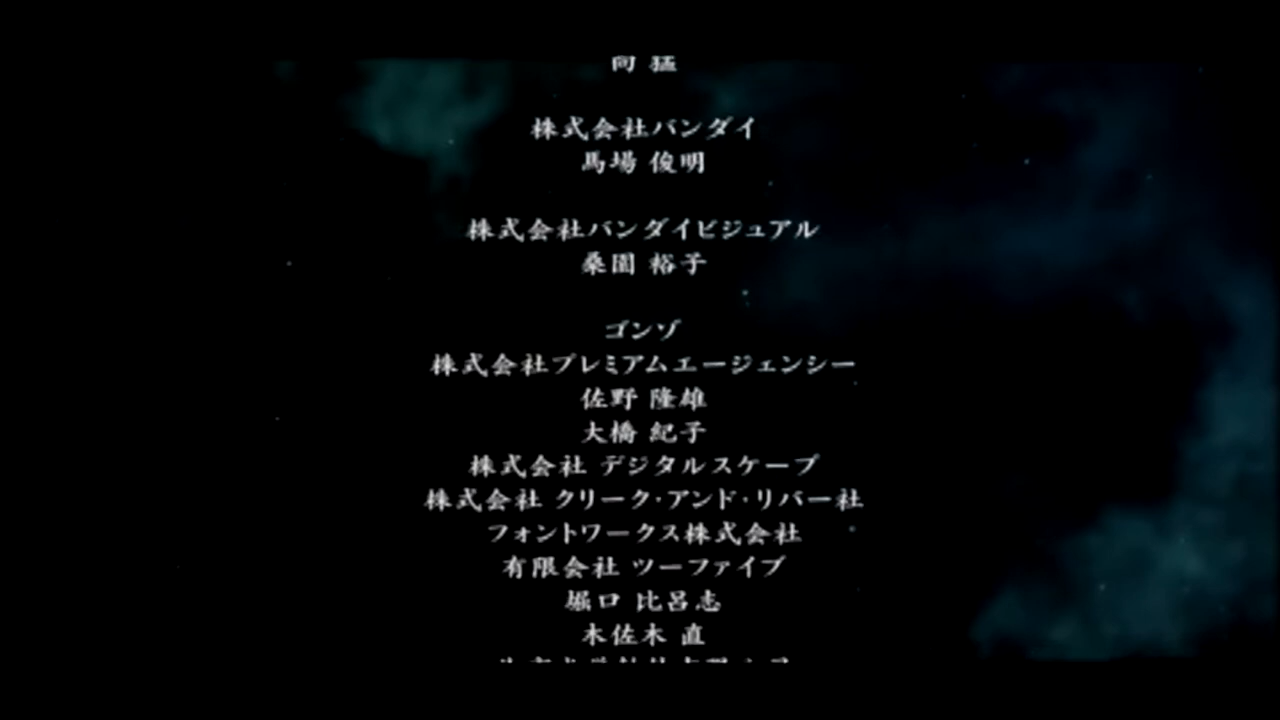 向 猛
株式会社バンダイ
馬場 俊明
株式会社バンダイビジュアル
桑園 裕子
ゴンゾ
株式会社プレミアムエージェンシー
佐野 隆雄
大橋 紀子
株式会社 デジタルスケープ
株式会社 クリーク・アンド・リバー社
フォントワークス株式会社
有限会社 ツーファイブ
堀口 比呂志
木佐木 直